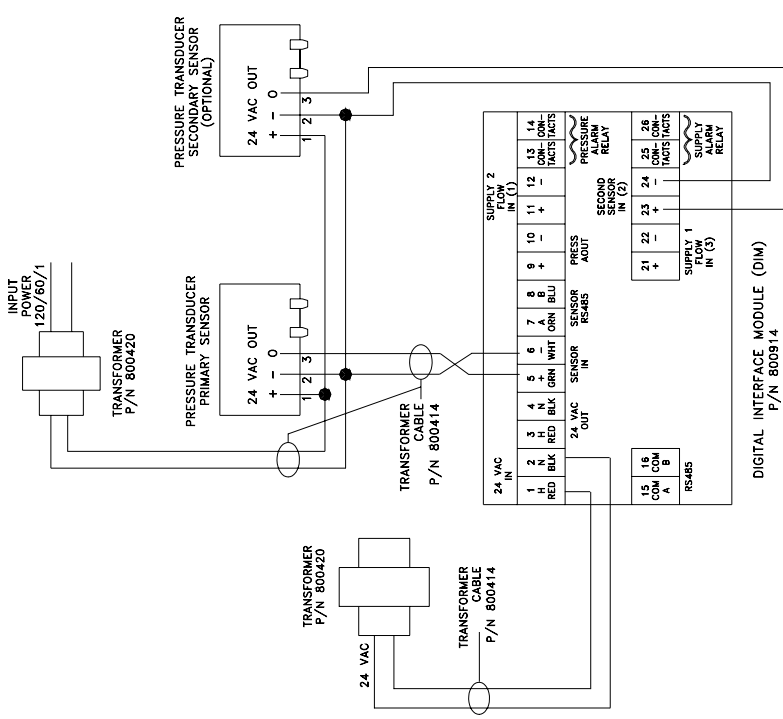 PRESSURE TRANSDUCER
SECONDARY SENSOR
(OPTIONAL)
24 VAC OUT
+ - O
1 2 3
INPUT
POWER
120/60/1
TRANSFORMER
P/N 800420
PRESSURE TRANSDUCER
PRIMARY SENSOR
24 VAC OUT
+ - O
1 2 3
TRANSFORMER
CABLE
P/N 800414
TRANSFORMER
P/N 800420
24 VAC
TRANSFORMER
CABLE
P/N 800414
24 VAC
IN
SUPPLY 2
FLOW
IN (1)
1 2 3 4 5 6 7 8 9 10 11 12 13 14
H N H N + - A B + - + - CON- CON-
RED BLK RED BLK GRN WHT ORN BLU TACTS TACTS
24 VAC
OUT
SENSOR
IN
SENSOR
RS485
PRESS
AOUT
PRESSURE
ALARM
RELAY
SECOND
SENSOR
IN (2)
15 16
COM COM
A B
RS485
21 22 23 24 25 26
+ - + - CON- CON-
TACTS TACTS
SUPPLY 1
FLOW
IN (3)
SUPPLY
ALARM
RELAY
DIGITAL INTERFACE MODULE (DIM)
P/N 800914